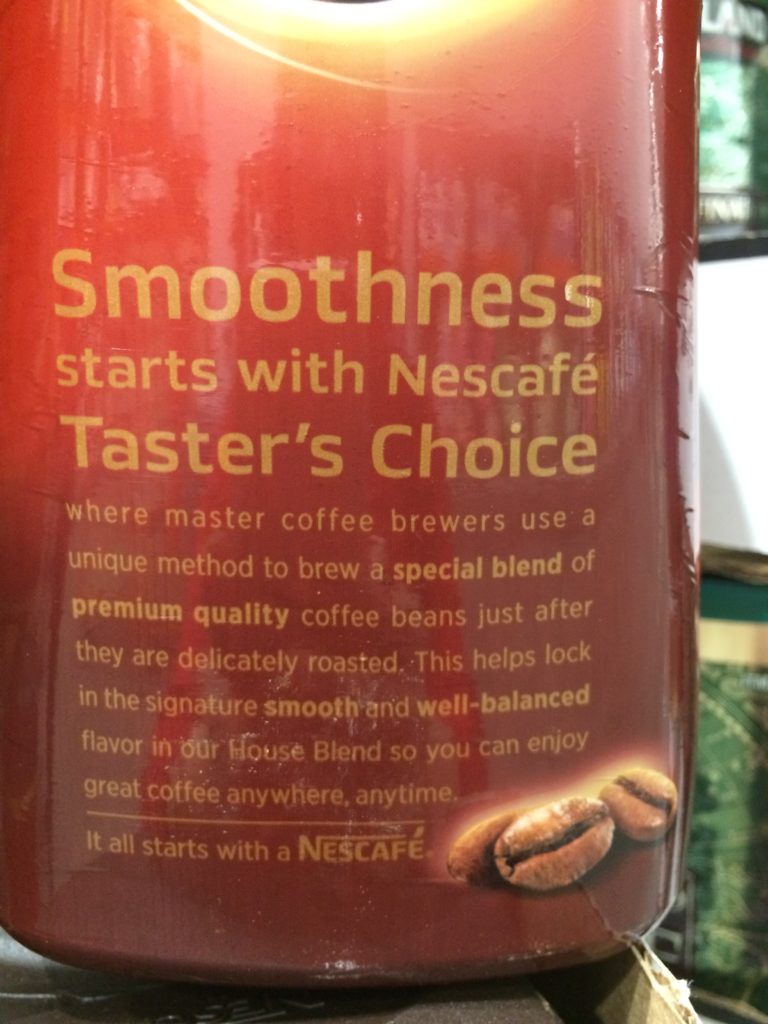 Smoothness
starts with Nescafé
Taster's Choice
where master coffee brewers use a
unique method to brew a special blend of
premium quality coffee beans just after
they are delicately roasted. This helps lock
in the signature smooth and well-balanced
flavor in our House Blend so you can enjoy
great coffee anywhere, anytime.
It all starts with a NESCAFÉ